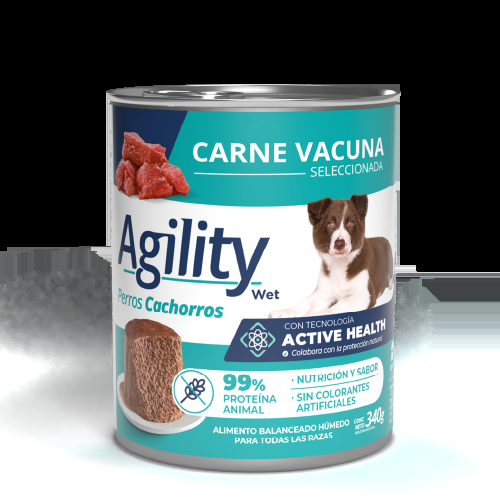 CARNE VACUNA
SELECCIONADA
Agility
Wet
Perros Cachorros
CON TECNOLOGÍA
ACTIVE HEALTH
Colabora con la protección natural
99%
PROTEÍNA
ANIMAL
· NUTRICIÓN Y SABOR
· SIN COLORANTES
ARTIFICIALES
ALIMENTO BALANCEADO HÚMEDO
PARA TODAS LAS RAZAS
CONT.
NETO 340g